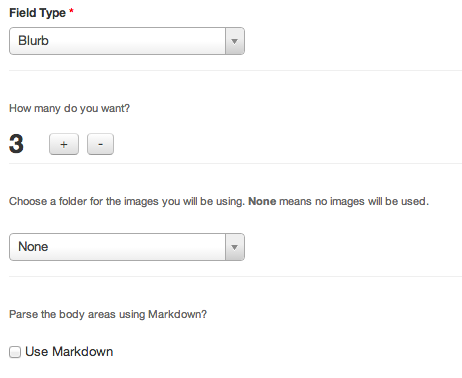 Field Type *
Blurb
How many do you want?
3 + -
Choose a folder for the images you will be using. None means no images will be used.
None
Parse the body areas using Markdown?
Use Markdown